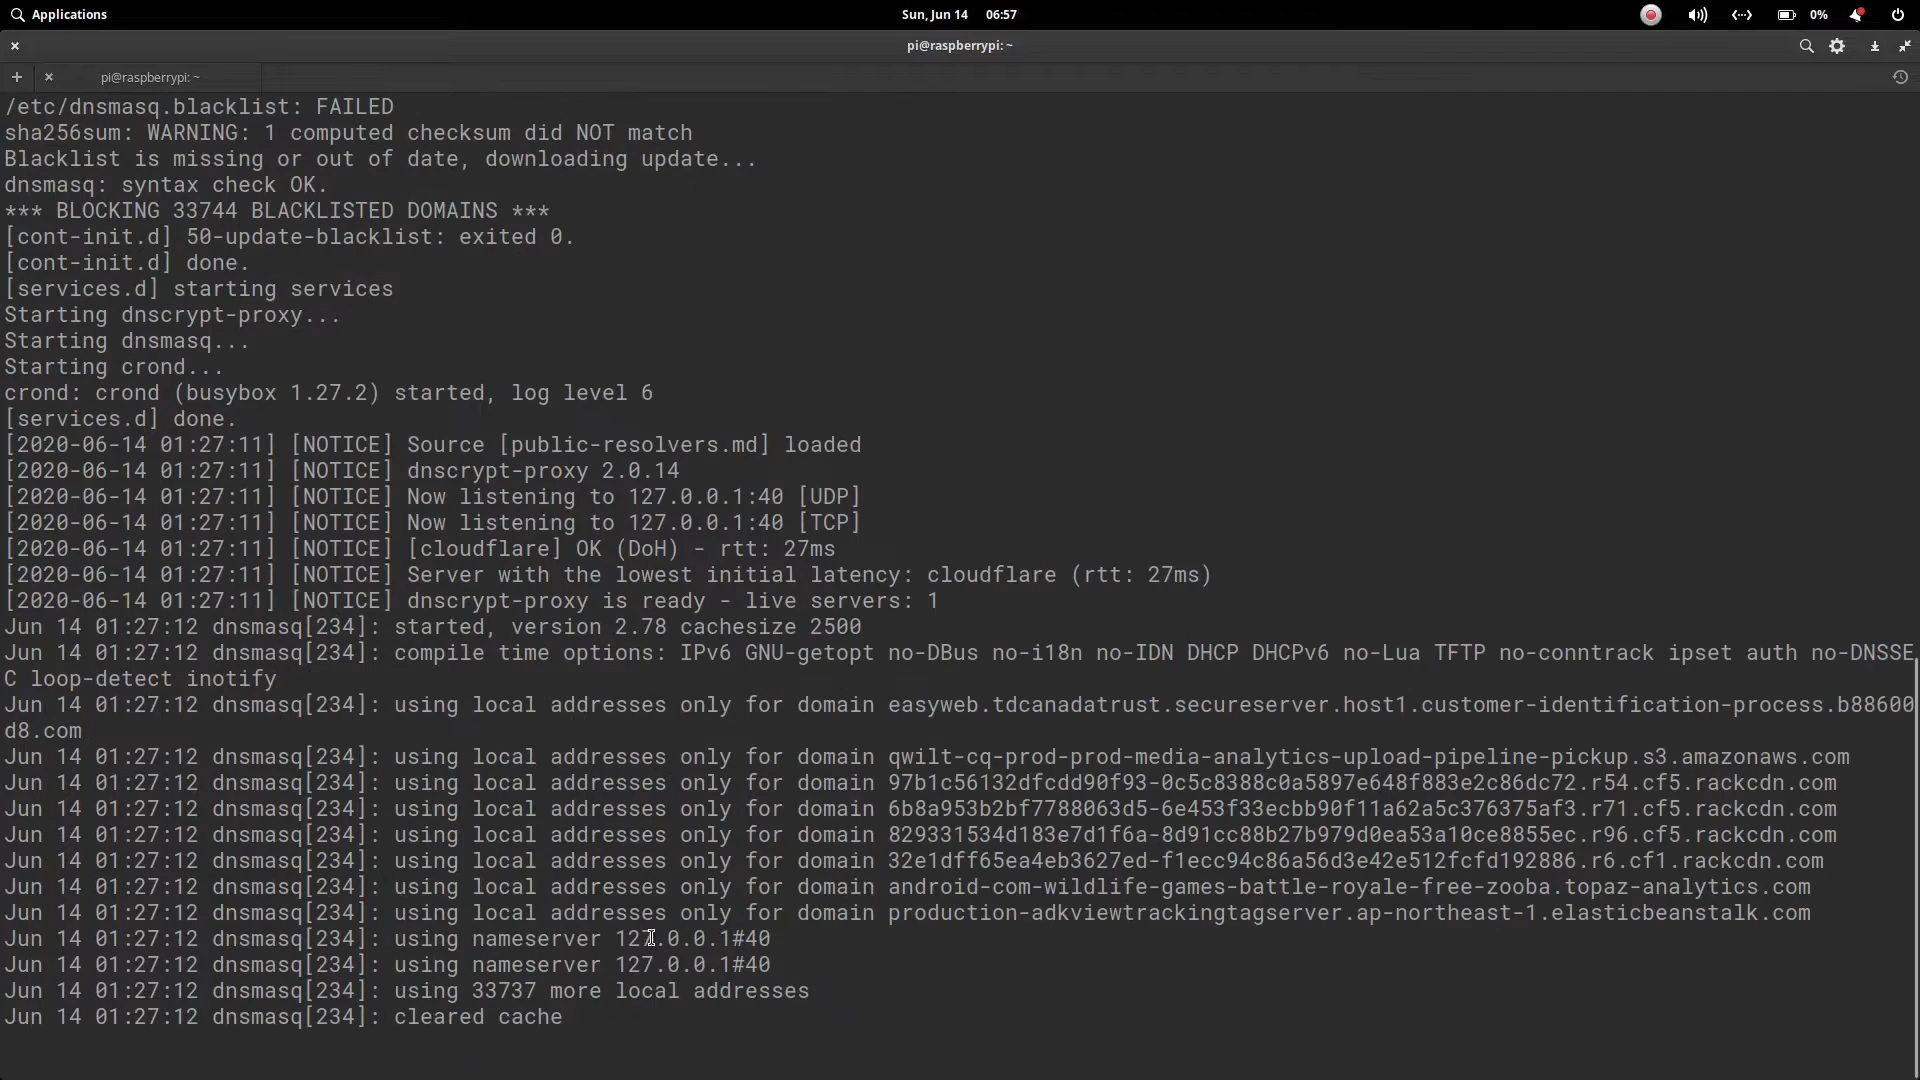 Applications
Sun, Jun 14 06:57
0%
pi@raspberrypi: ~
pi@raspberrypi: ~
/etc/dnsmasq.blacklist: FAILED
sha256sum: WARNING: 1 computed checksum did NOT match
Blacklist is missing or out of date, downloading update...
dnsmasq: syntax check OK.
*** BLOCKING 33744 BLACKLISTED DOMAINS ***
[cont-init.d] 50-update-blacklist: exited 0.
[cont-init.d] done.
[services.d] starting services
Starting dnscrypt-proxy...
Starting dnsmasq...
Starting crond...
crond: crond (busybox 1.27.2) started, log level 6
[services.d] done.
[2020-06-14 01:27:11] [NOTICE] Source [public-resolvers.md] loaded
[2020-06-14 01:27:11] [NOTICE] dnscrypt-proxy 2.0.14
[2020-06-14 01:27:11] [NOTICE] Now listening to 127.0.0.1:40 [UDP]
[2020-06-14 01:27:11] [NOTICE] Now listening to 127.0.0.1:40 [TCP]
[2020-06-14 01:27:11] [NOTICE] [cloudflare] OK (DoH) - rtt: 27ms
[2020-06-14 01:27:11] [NOTICE] Server with the lowest initial latency: cloudflare (rtt: 27ms)
[2020-06-14 01:27:11] [NOTICE] dnscrypt-proxy is ready - live servers: 1
Jun 14 01:27:12 dnsmasq[234]: started, version 2.78 cachesize 2500
Jun 14 01:27:12 dnsmasq[234]: compile time options: IPv6 GNU-getopt no-DBus no-i18n no-IDN DHCP DHCPv6 no-Lua TFTP no-conntrack ipset auth no-DNSSE
C loop-detect inotify
Jun 14 01:27:12 dnsmasq[234]: using local addresses only for domain easyweb.tdcanadatrust.secureserver.host1.customer-identification-process.b88600
d8.com
Jun 14 01:27:12 dnsmasq[234]: using local addresses only for domain qwilt-cq-prod-prod-media-analytics-upload-pipeline-pickup.s3.amazonaws.com
Jun 14 01:27:12 dnsmasq[234]: using local addresses only for domain 97b1c56132dfcdd90f93-0c5c8388c0a5897e648f883e2c86dc72.r54.cf5.rackcdn.com
Jun 14 01:27:12 dnsmasq[234]: using local addresses only for domain 6b8a953b2bf7788063d5-6e453f33ecbb90f11a62a5c376375af3.r71.cf5.rackcdn.com
Jun 14 01:27:12 dnsmasq[234]: using local addresses only for domain 829331534d183e7d1f6a-8d91cc88b27b979d0ea53a10ce8855ec.r96.cf5.rackcdn.com
Jun 14 01:27:12 dnsmasq[234]: using local addresses only for domain 32e1dff65ea4eb3627ed-f1ecc94c86a56d3e42e512fcfd192886.r6.cf1.rackcdn.com
Jun 14 01:27:12 dnsmasq[234]: using local addresses only for domain android-com-wildlife-games-battle-royale-free-zooba.topaz-analytics.com
Jun 14 01:27:12 dnsmasq[234]: using local addresses only for domain production-adkviewtrackingtagserver.ap-northeast-1.elasticbeanstalk.com
Jun 14 01:27:12 dnsmasq[234]: using nameserver 127.0.0.1#40
Jun 14 01:27:12 dnsmasq[234]: using nameserver 127.0.0.1#40
Jun 14 01:27:12 dnsmasq[234]: using 33737 more local addresses
Jun 14 01:27:12 dnsmasq[234]: cleared cache